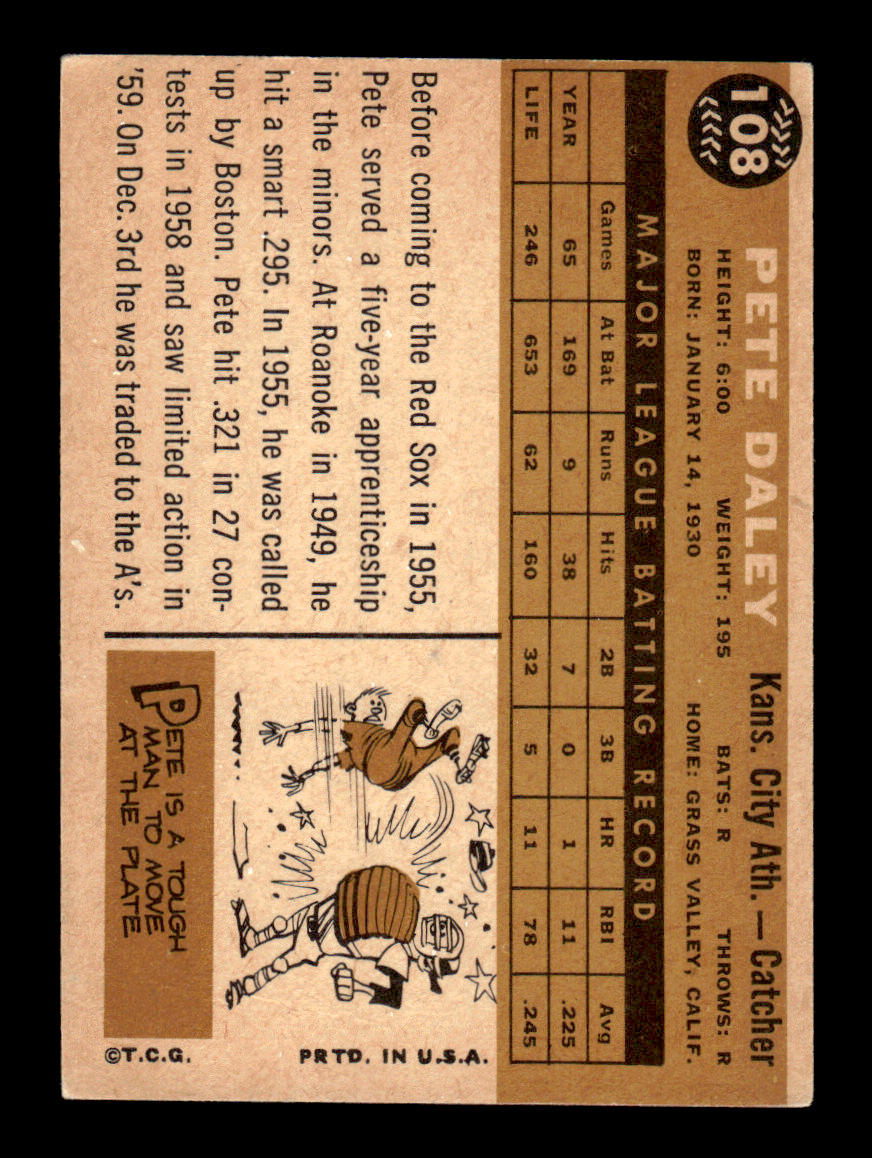 108
PETE DALEY Kans. City Ath. — Catcher
HEIGHT: 6:00 WEIGHT: 195 BATS: R THROWS: R
BORN: JANUARY 14, 1930 HOME: GRASS VALLEY, CALIF.
MAJOR LEAGUE BATTING RECORD
Games At Bat Runs Hits 2B 3B HR RBI Avg
YEAR 65 169 9 38 7 0 1 11 .225
LIFE 246 653 62 160 32 5 11 78 .245
Before coming to the Red Sox in 1955,
Pete served a five-year apprenticeship
in the minors. At Roanoke in 1949, he
hit a smart .295. In 1955, he was called
up by Boston. Pete hit .321 in 27 con-
tests in 1958 and saw limited action in
'59. On Dec. 3rd he was traded to the A's.
PETE IS A TOUGH
MAN TO MOVE
AT THE PLATE
©T.C.G. PRTD. IN U.S.A.